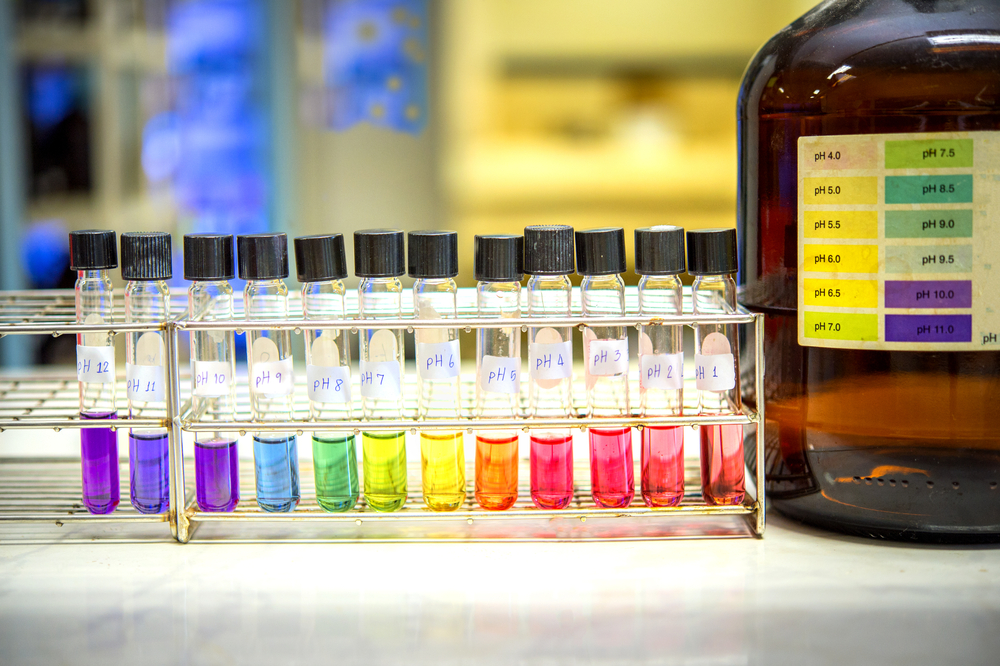 pH 12
pH 11
pH 10
pH 9
pH 8
pH 7
pH 6
pH 5
pH 4
pH 3
pH 2
pH 1
pH 4.0
pH 7.5
pH 5.0
pH 8.5
pH 5.5
pH 9.0
pH 6.0
pH 9.5
pH 6.5
pH 10.0
pH 7.0
pH 11.0
pH